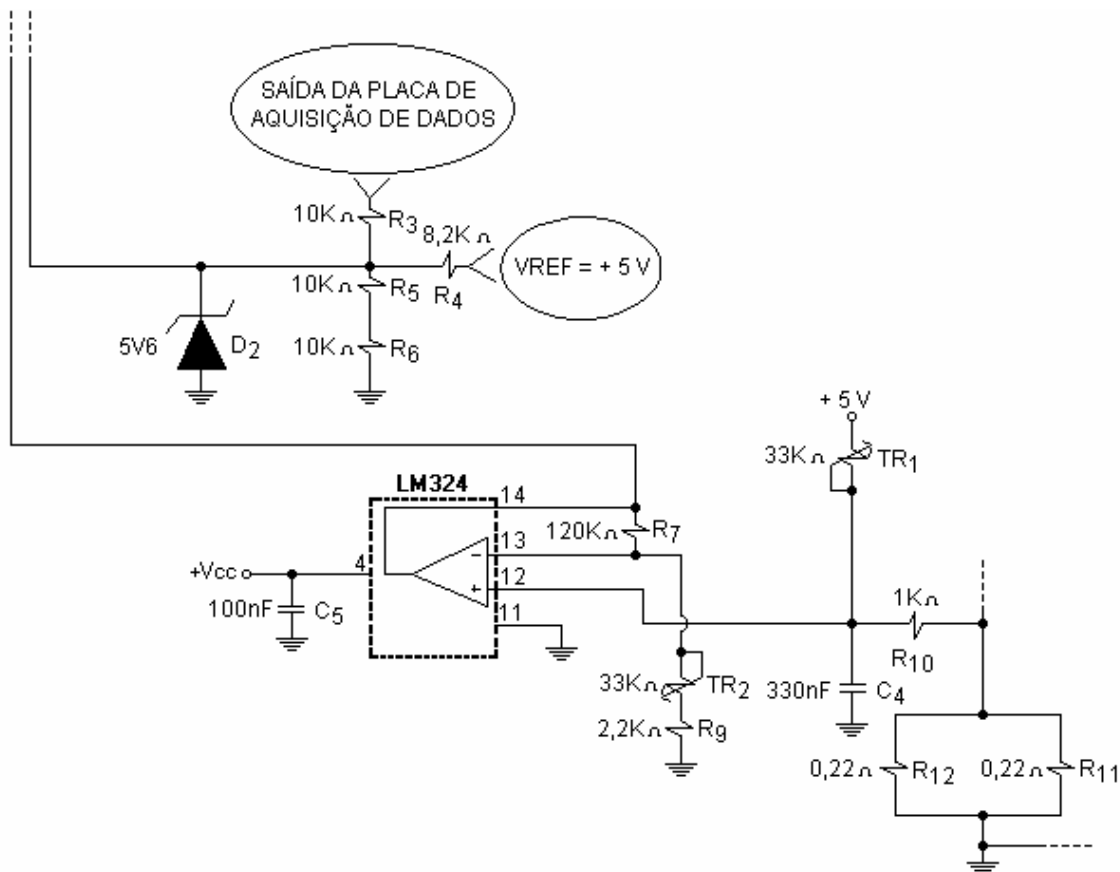 SAÍDA DA PLACA DE
AQUISIÇÃO DE DADOS
10KΩ R3
8,2KΩ
VREF = + 5 V
R4
10KΩ R5
5V6 D2
10KΩ R6
+ 5 V
33KΩ TR1
LM324
14
120KΩ R7
13
4
12
+Vcc
100nF C5
11
1KΩ
R10
33KΩ TR2
330nF C4
2,2KΩ R9
0,22Ω R12
0,22Ω R11